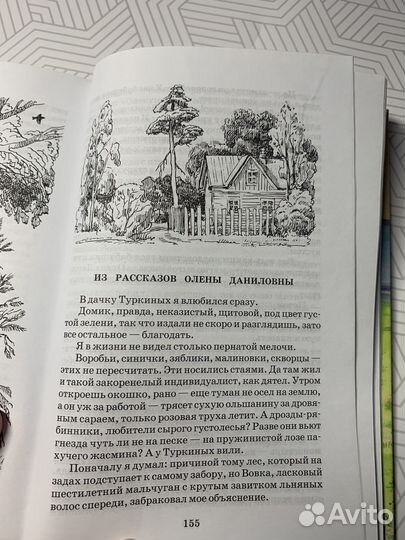 ИЗ РАССКАЗОВ ОЛЕНЫ ДАНИЛОВНЫ
В дачку Туркиных я влюбился сразу.
Домик, правда, неказистый, щитовой, под цвет
густой зелени, так что издали не скоро и разглядишь, зато
все остальное — благодать.
Я в жизни не видел столько пернатой мелочи.
Воробьи, синички, зяблики, малиновки, скворцы —
этих не пересчитать. Эти носились стаями. Да там жил
и такой закоренелый индивидуалист, как дятел. Утром
откроешь окошко, рано — еще тени не осел на землю,
а он уж за работой — трясет сухую ольшанину за дровя-
ным сараем, только розовая труха летит. А дрозды-ря-
бинники, любители сырого густолесья? Разве они вьют
гнезда чуть ли не на песке — на пружинистой лозе па-
хучего жасмина? А у Туркиных вили.
Поначалу я думал: причиной тому лес, который на
задах подступает к самому забору, но Вовка, ласковый
шестилетний мальчуган с крутым завитком льняных
волос спереди, забраковал мое объяснение.
155
Avito